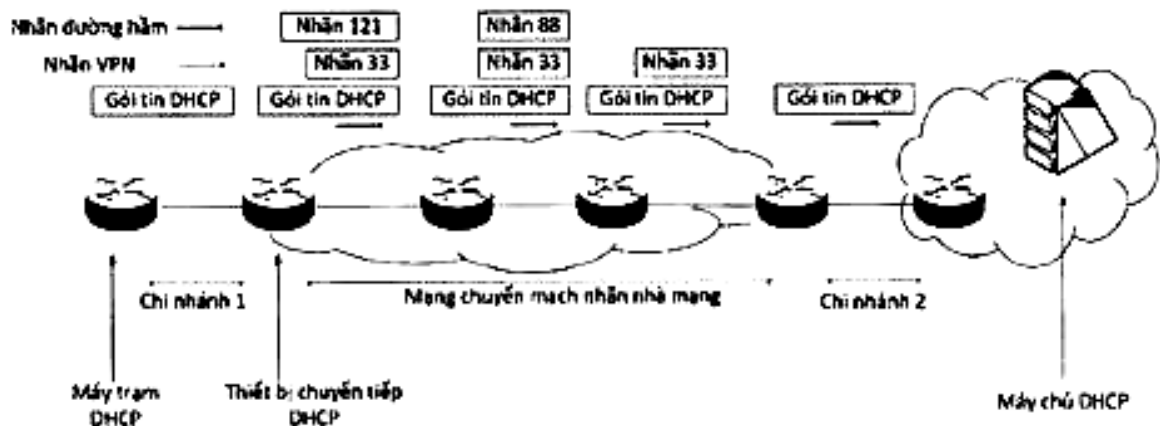 Nhãn đường hầm
Nhãn 121
Nhãn 88
Nhãn VPN
Nhãn 33
Nhãn 33
Nhãn 33
Gói tin DHCP
Gói tin DHCP
Gói tin DHCP
Gói tin DHCP
Gói tin DHCP
Chi nhánh 1
Mạng chuyển mạch nhãn nhà mạng
Chi nhánh 2
Máy trạm
DHCP
Thiết bị chuyển tiếp
DHCP
Máy chủ DHCP